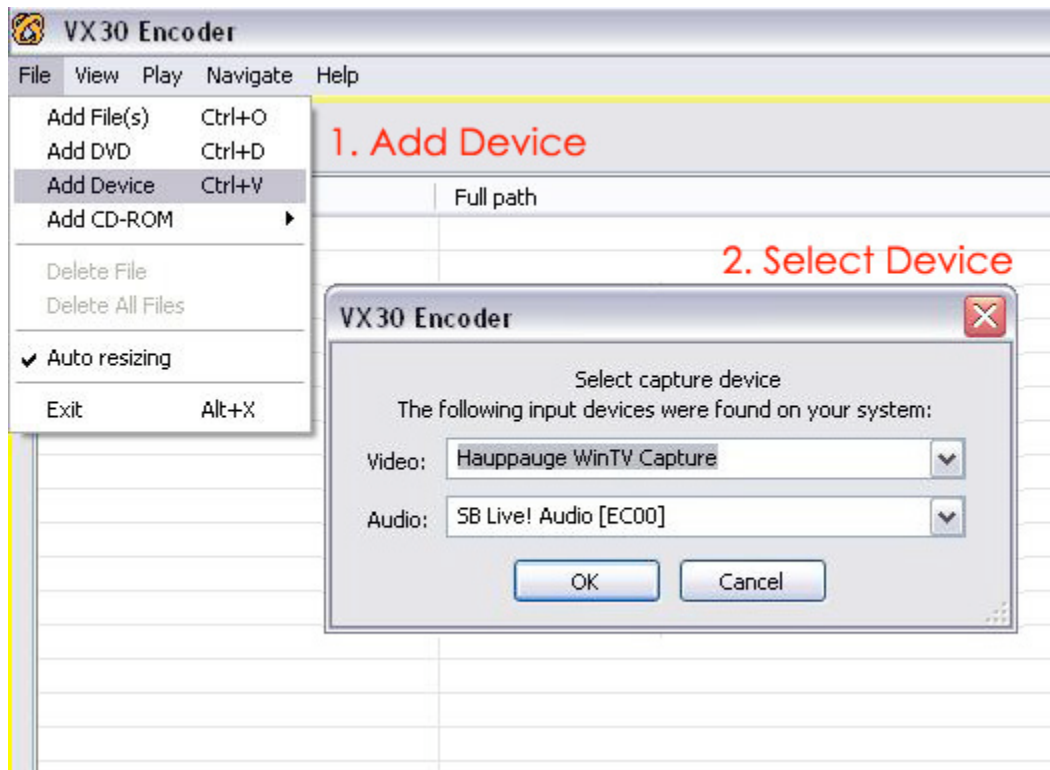 VX30 Encoder
File View Play Navigate Help
Add File(s) Ctrl+O
Add DVD Ctrl+D
Add Device Ctrl+V
Add CD-ROM
Delete File
Delete All Files
Auto resizing
Exit Alt+X
1. Add Device
Full path
2. Select Device
VX30 Encoder
Select capture device
The following input devices were found on your system:
Video: Hauppauge WinTV Capture
Audio: SB Live! Audio [EC00]
OK Cancel